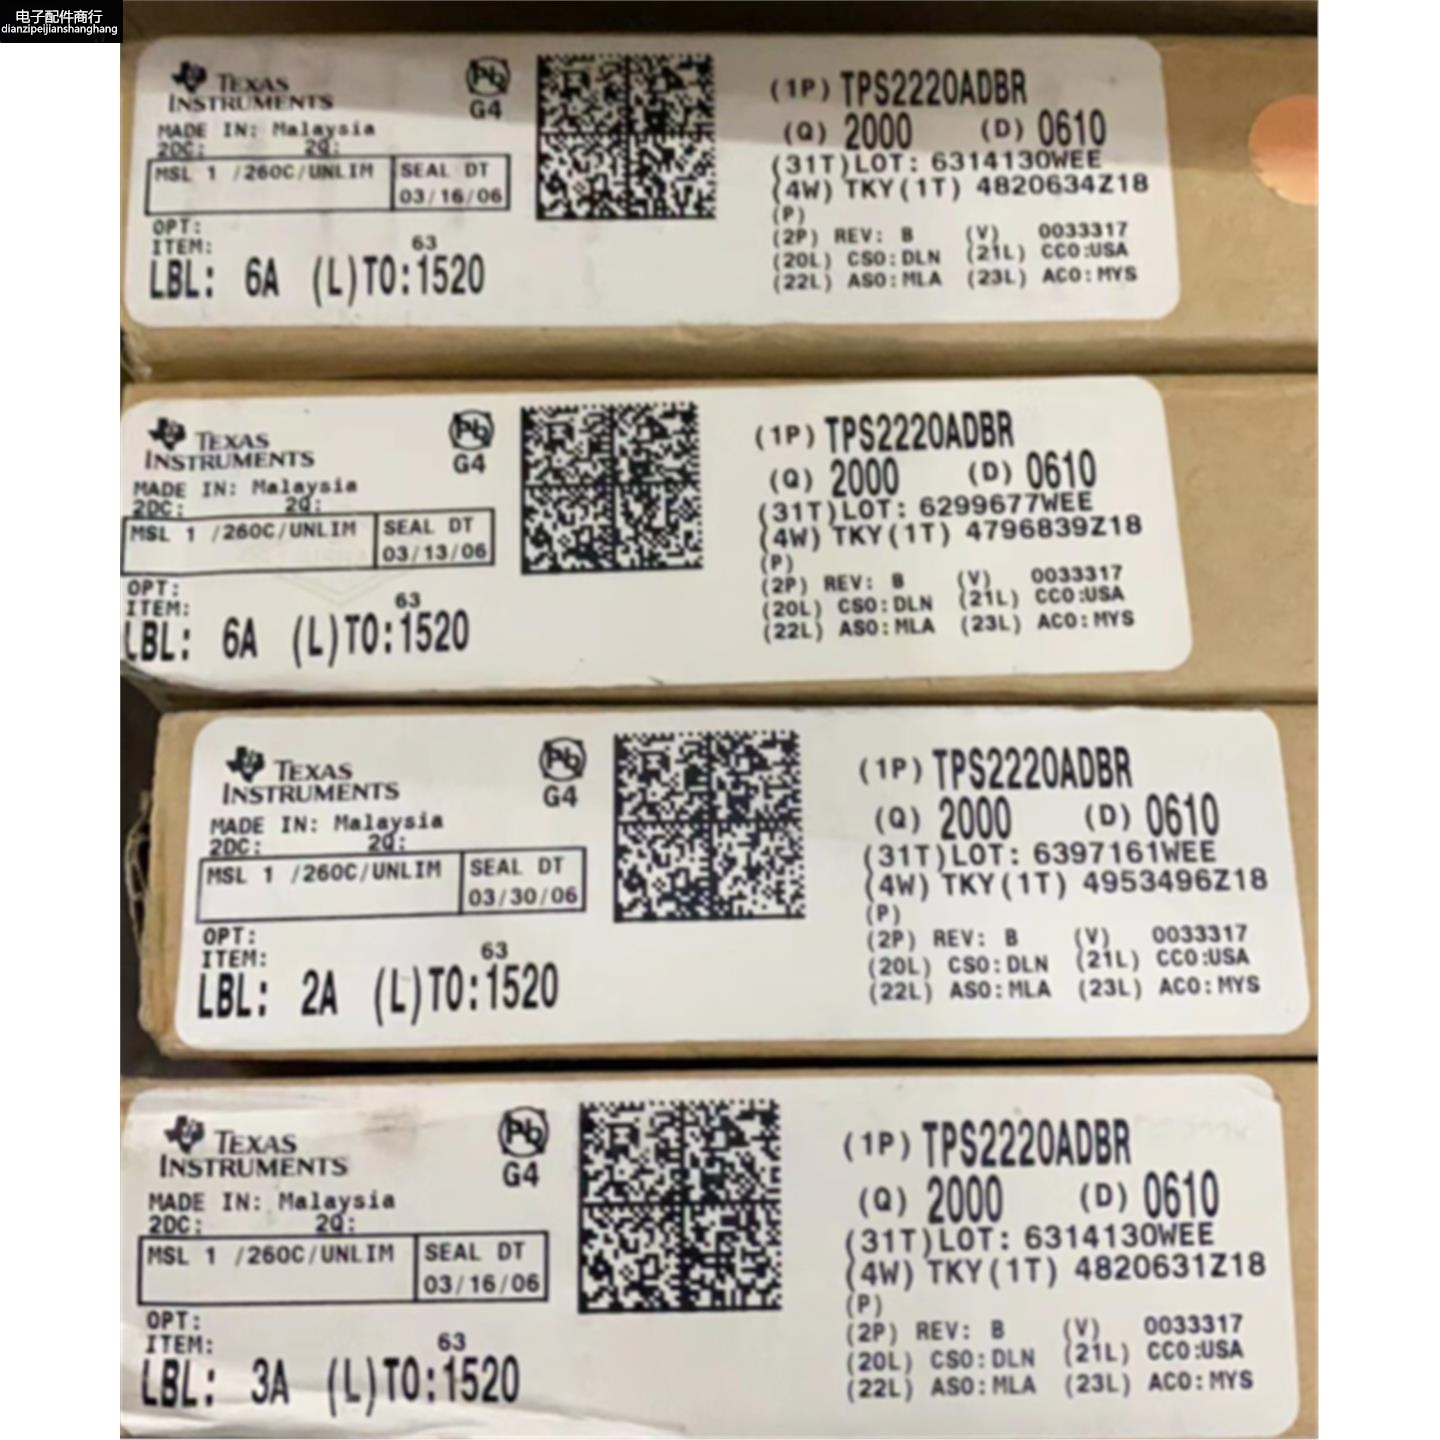 电子配件商行
dianzipeijianshanghang
TEXAS
INSTRUMENTS
Pb
G4
MADE IN: Malaysia
2DC: 2Q:
MSL 1 /260C/UNLIM
SEAL DT
03/16/06
OPT:
ITEM:
63
LBL: 6A (L)TO:1520
(1P) TPS2220ADBR
(Q) 2000 (D) 0610
(31T)LOT: 6314130WEE
(4W) TKY(1T) 4820634Z18
(P)
(2P) REV: B (V) 0033317
(20L) CSO:DLN (21L) CCO:USA
(22L) ASO:MLA (23L) ACO:MYS
TEXAS
INSTRUMENTS
Pb
G4
MADE IN: Malaysia
2DC: 2Q:
MSL 1 /260C/UNLIM
SEAL DT
03/13/06
OPT:
ITEM:
63
LBL: 6A (L)TO:1520
(1P) TPS2220ADBR
(Q) 2000 (D) 0610
(31T)LOT: 6299677WEE
(4W) TKY(1T) 4796839Z18
(P)
(2P) REV: B (V) 0033317
(20L) CSO:DLN (21L) CCO:USA
(22L) ASO:MLA (23L) ACO:MYS
TEXAS
INSTRUMENTS
Pb
G4
MADE IN: Malaysia
2DC: 2Q:
MSL 1 /260C/UNLIM
SEAL DT
03/30/06
OPT:
ITEM:
63
LBL: 2A (L)TO:1520
(1P) TPS2220ADBR
(Q) 2000 (D) 0610
(31T)LOT: 6397161WEE
(4W) TKY(1T) 4953496Z18
(P)
(2P) REV: B (V) 0033317
(20L) CSO:DLN (21L) CCO:USA
(22L) ASO:MLA (23L) ACO:MYS
TEXAS
INSTRUMENTS
Pb
G4
MADE IN: Malaysia
2DC: 2Q:
MSL 1 /260C/UNLIM
SEAL DT
03/16/06
OPT:
ITEM:
63
LBL: 3A (L)TO:1520
(1P) TPS2220ADBR
(Q) 2000 (D) 0610
(31T)LOT: 6314130WEE
(4W) TKY(1T) 4820631Z18
(P)
(2P) REV: B (V) 0033317
(20L) CSO:DLN (21L) CCO:USA
(22L) ASO:MLA (23L) ACO:MYS